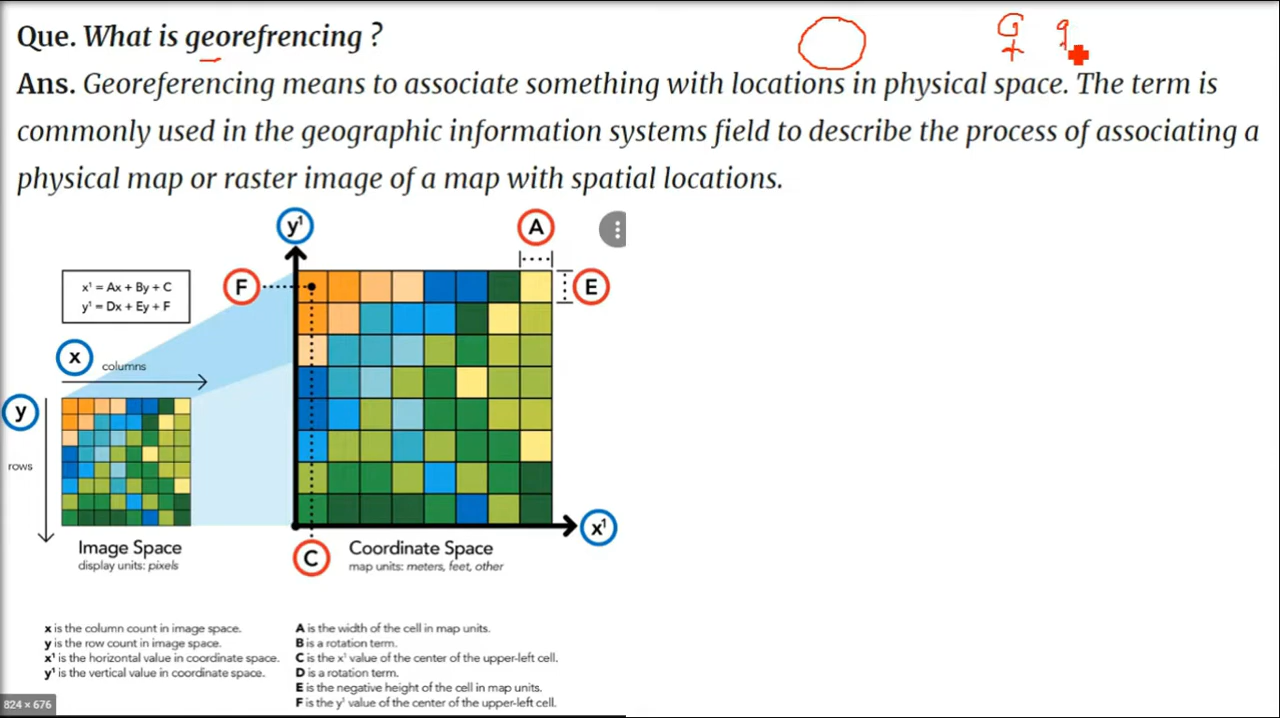 Que. What is georefrencing ?
Ans. Georeferencing means to associate something with locations in physical space. The term is
commonly used in the geographic information systems field to describe the process of associating a
physical map or raster image of a map with spatial locations.
y¹
A
F
E
x¹ = Ax + By + C
y¹ = Dx + Ey + F
x
columns
y
rows
x¹
C
Image Space
display units: pixels
Coordinate Space
map units: meters, feet, other
x is the column count in image space.
y is the row count in image space.
x¹ is the horizontal value in coordinate space.
y¹ is the vertical value in coordinate space.
A is the width of the cell in map units.
B is a rotation term.
C is the x¹ value of the center of the upper-left cell.
D is a rotation term.
E is the negative height of the cell in map units.
F is the y¹ value of the center of the upper-left cell.
824 × 676